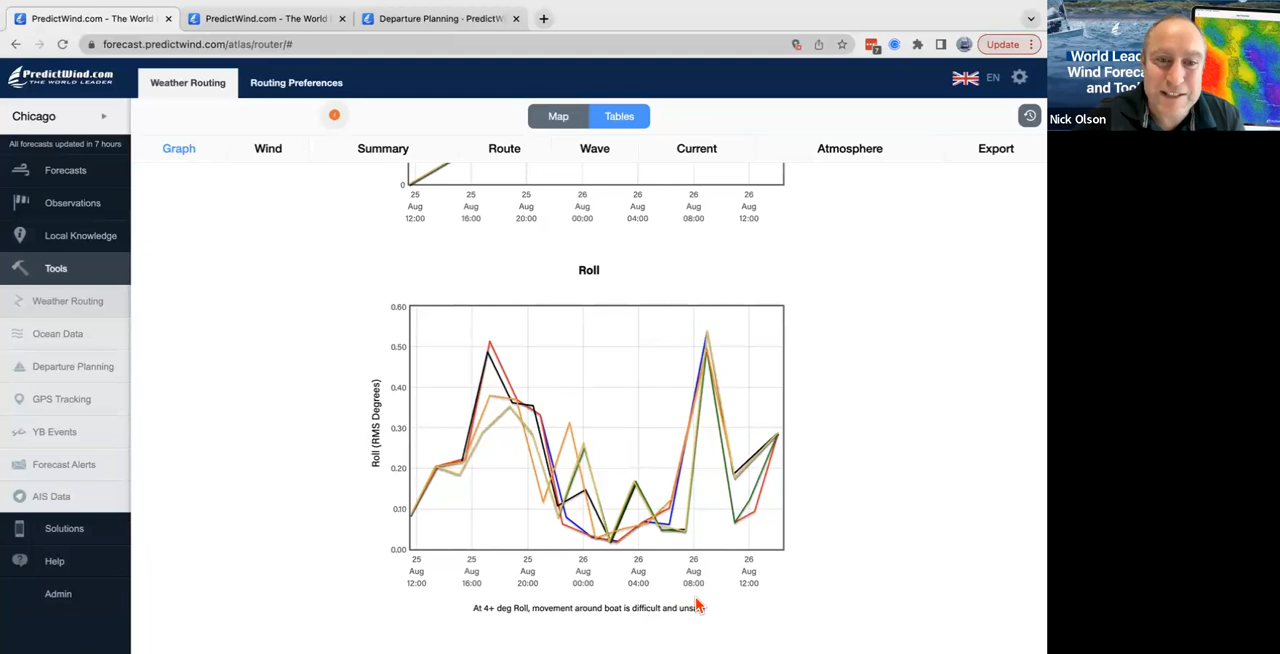 PredictWind.com - The World
PredictWind.com - The World
Departure Planning · PredictW
forecast.predictwind.com/atlas/router/#
7
Update
PredictWind.com
THE WORLD LEADER
Weather Routing
Routing Preferences
EN
Chicago
All forecasts updated in 7 hours
Forecasts
Observations
Local Knowledge
Tools
Weather Routing
Ocean Data
Departure Planning
GPS Tracking
YB Events
Forecast Alerts
AIS Data
Solutions
Help
Admin
Map
Tables
Graph
Wind
Summary
Route
Wave
Current
Atmosphere
Export
0
25 25 25 26 26 26 26
Aug Aug Aug Aug Aug Aug Aug
12:00 16:00 20:00 00:00 04:00 08:00 12:00
Roll
Roll (RMS Degrees)
0.60
0.50
0.40
0.30
0.20
0.10
0.00
25 25 25 26 26 26 26
Aug Aug Aug Aug Aug Aug Aug
12:00 16:00 20:00 00:00 04:00 08:00 12:00
At 4+ deg Roll, movement around boat is difficult and
World Lead
Wind Foreca
and Too
Nick Olson